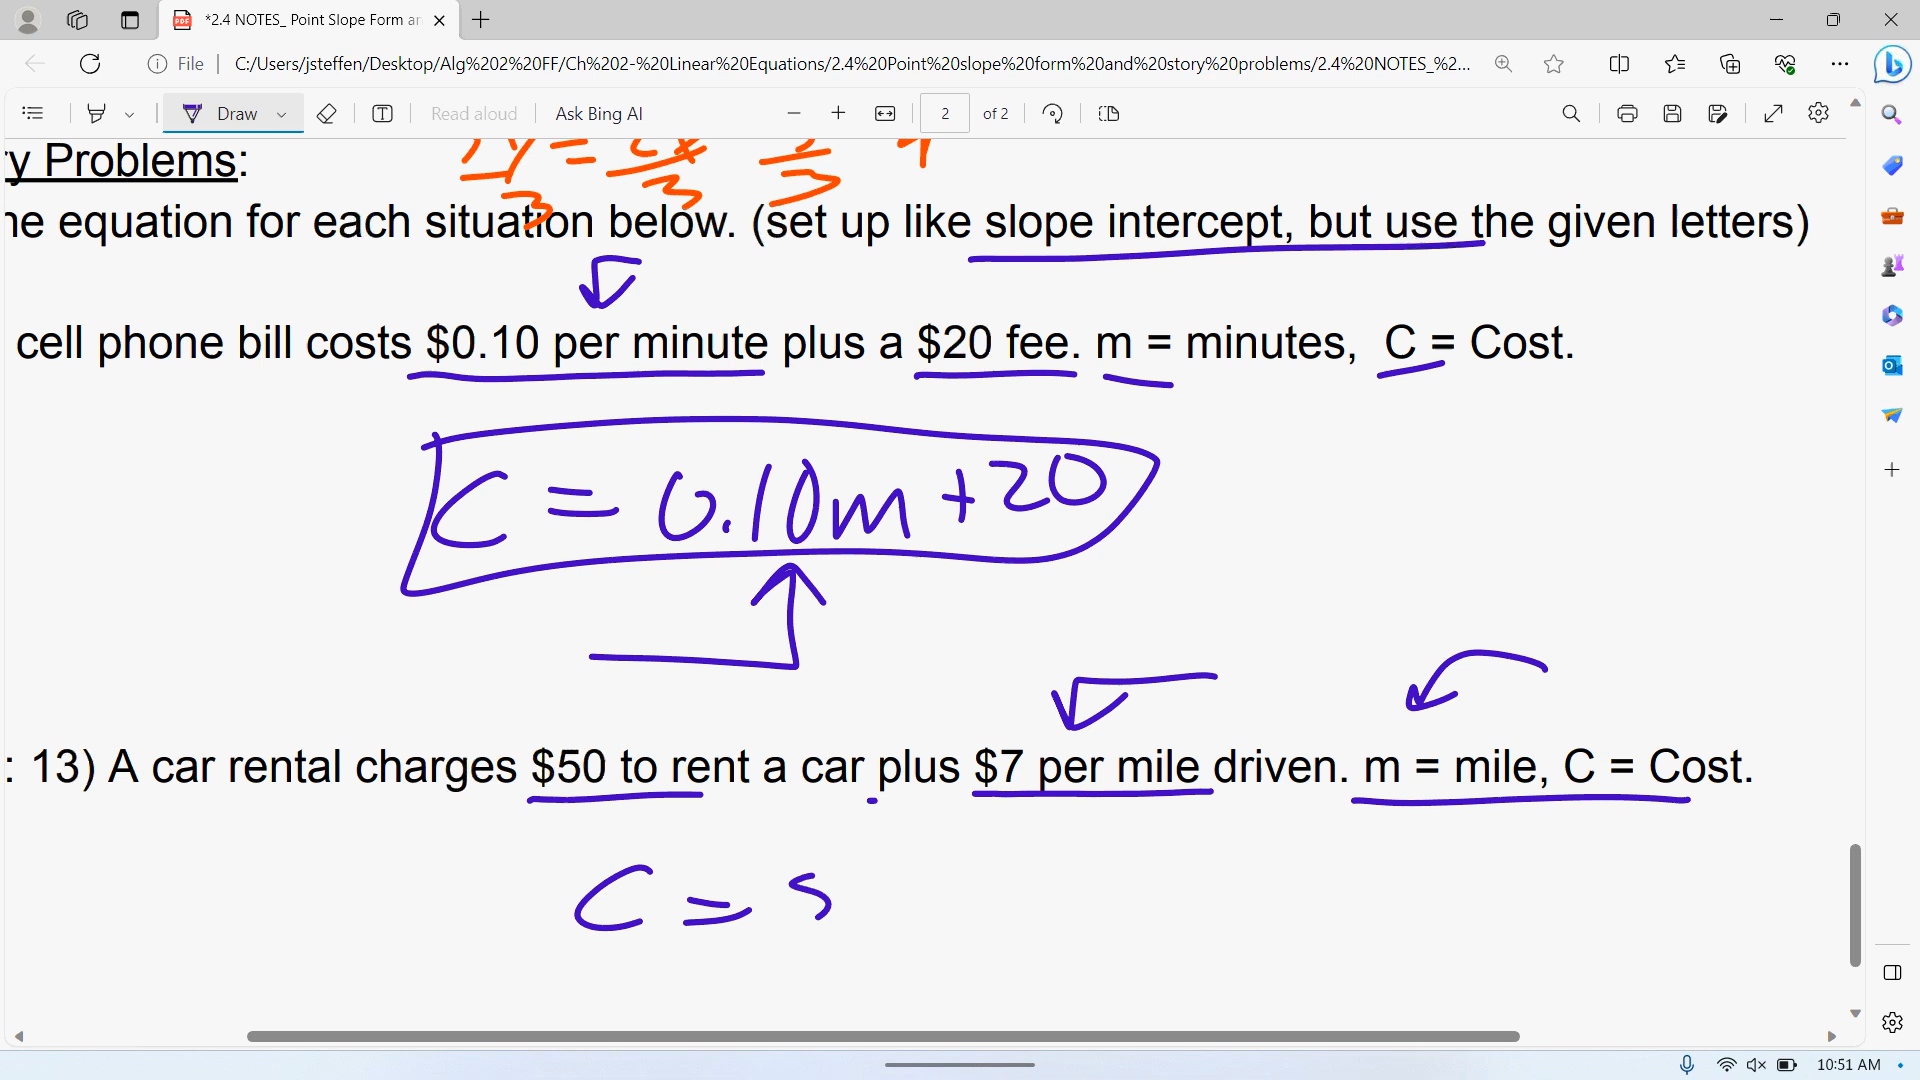 *2.4 NOTES_ Point Slope Form ar
File | C:/Users/jsteffen/Desktop/Alg%202%20FF/Ch%202-%20Linear%20Equations/2.4%20Point%20slope%20form%20and%20story%20problems/2.4%20NOTES_%2...
Draw Read aloud Ask Bing AI 2 of 2
y Problems:
3 3 3
he equation for each situation below. (set up like slope intercept, but use the given letters)
cell phone bill costs $0.10 per minute plus a $20 fee. m = minutes, C = Cost.
C = 0.10m + 20
: 13) A car rental charges $50 to rent a car plus $7 per mile driven. m = mile, C = Cost.
C =
10:51 AM